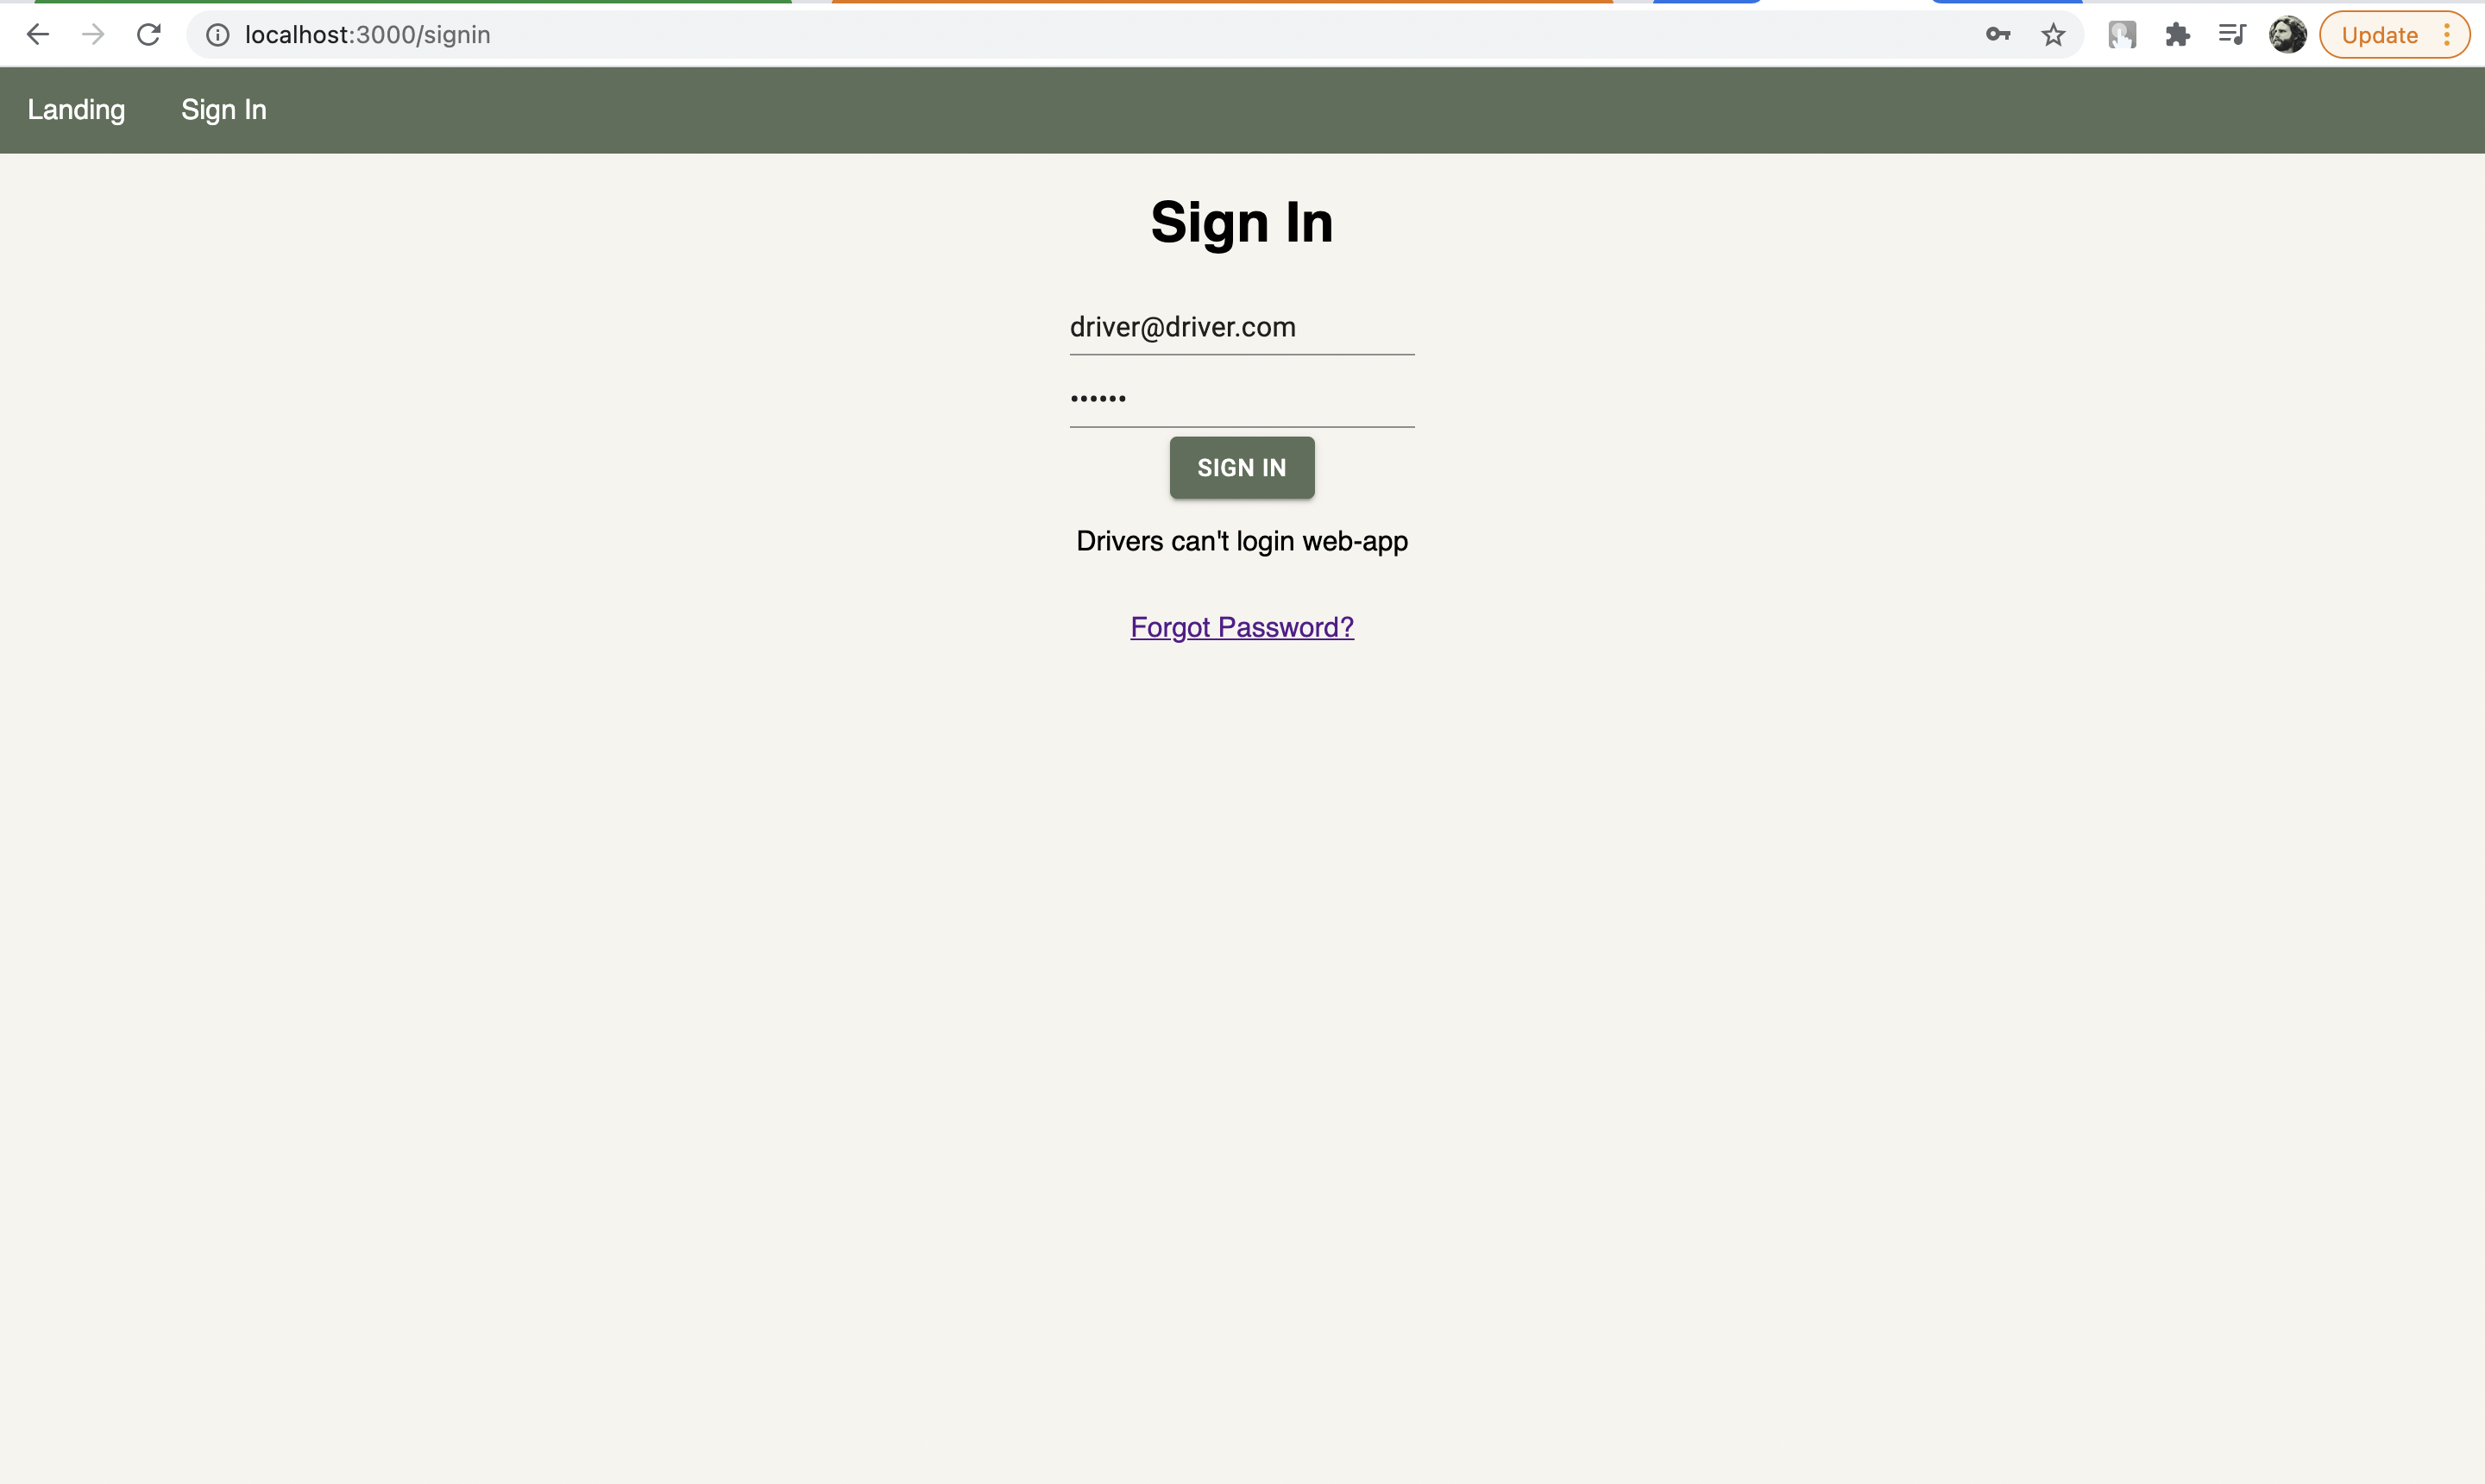 localhost:3000/signin
Update
Landing Sign In
Sign In
driver@driver.com
••••••
SIGN IN
Drivers can't login web-app
Forgot Password?